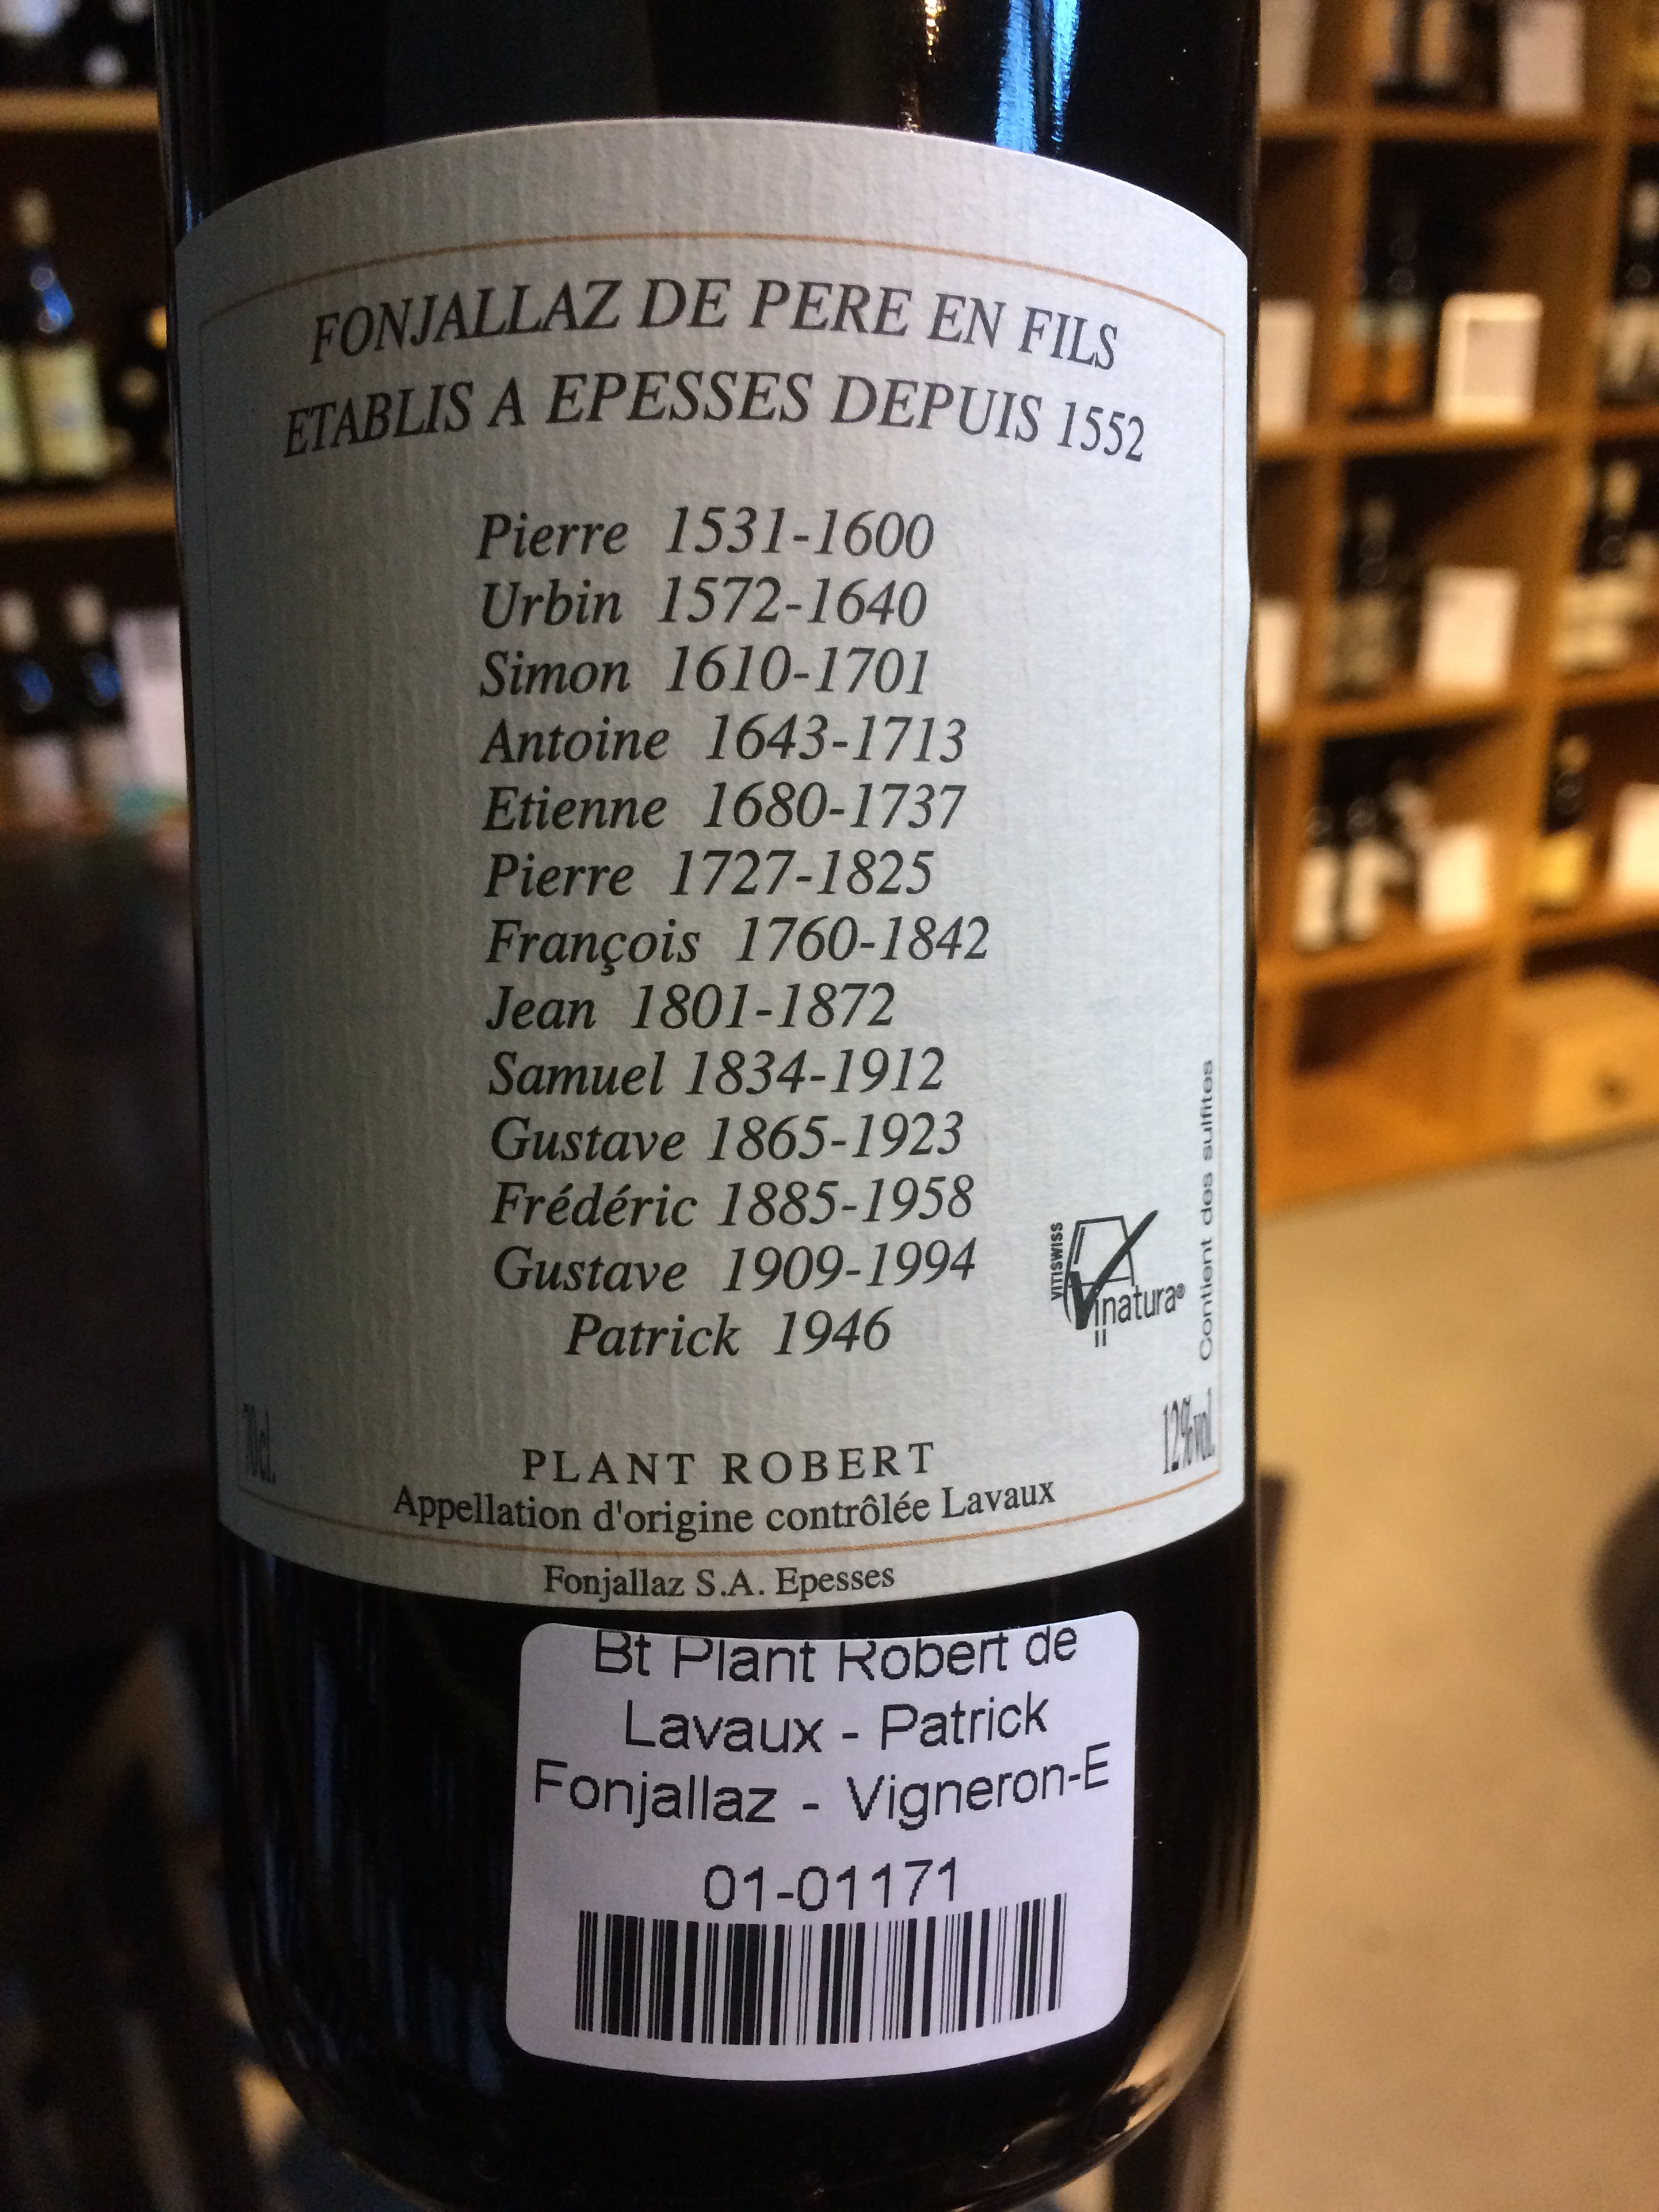 FONJALLAZ DE PERE EN FILS
ETABLIS A EPESSES DEPUIS 1552
Pierre 1531-1600
Urbin 1572-1640
Simon 1610-1701
Antoine 1643-1713
Etienne 1680-1737
Pierre 1727-1825
François 1760-1842
Jean 1801-1872
Samuel 1834-1912
Gustave 1865-1923
Frédéric 1885-1958
Gustave 1909-1994
Patrick 1946
VITISWISS
Vinatura®
Contient des sulfites
70cl.
12%vol.
PLANT ROBERT
Appellation d'origine contrôlée Lavaux
Fonjallaz S.A. Epesses
Bt Plant Robert de
Lavaux - Patrick
Fonjallaz - Vigneron-E
01-01171